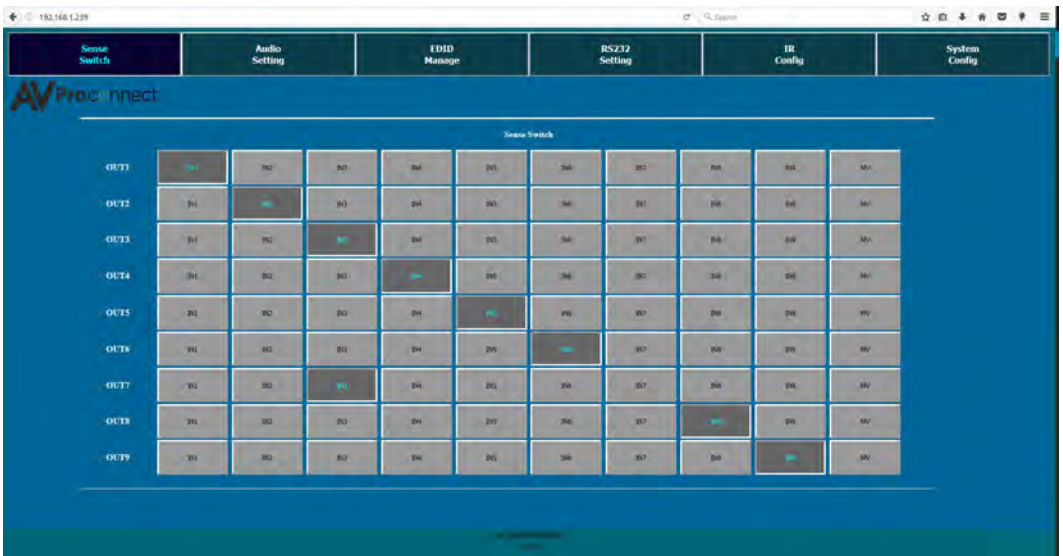 192.168.1.239
Search
Sense Switch
Audio Setting
EDID Manage
RS232 Setting
IR Config
System Config
AVProconnect
Sense Switch
OUT1 IN1 IN2 IN3 IN4 IN5 IN6 IN7 IN8 IN9 MV
OUT2 IN1 IN2 IN3 IN4 IN5 IN6 IN7 IN8 IN9 MV
OUT3 IN1 IN2 IN3 IN4 IN5 IN6 IN7 IN8 IN9 MV
OUT4 IN1 IN2 IN3 IN4 IN5 IN6 IN7 IN8 IN9 MV
OUT5 IN1 IN2 IN3 IN4 IN5 IN6 IN7 IN8 IN9 MV
OUT6 IN1 IN2 IN3 IN4 IN5 IN6 IN7 IN8 IN9 MV
OUT7 IN1 IN2 IN3 IN4 IN5 IN6 IN7 IN8 IN9 MV
OUT8 IN1 IN2 IN3 IN4 IN5 IN6 IN7 IN8 IN9 MV
OUT9 IN1 IN2 IN3 IN4 IN5 IN6 IN7 IN8 IN9 MV